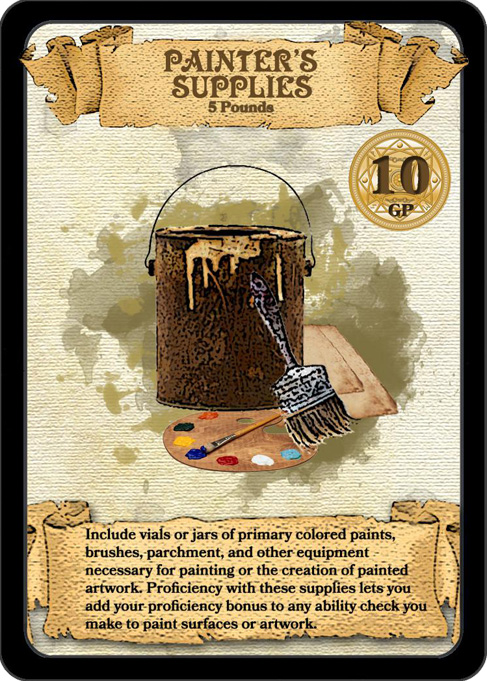 PAINTER'S
SUPPLIES
5 Pounds
10
GP
Include vials or jars of primary colored paints,
brushes, parchment, and other equipment
necessary for painting or the creation of painted
artwork. Proficiency with these supplies lets you
add your proficiency bonus to any ability check you
make to paint surfaces or artwork.